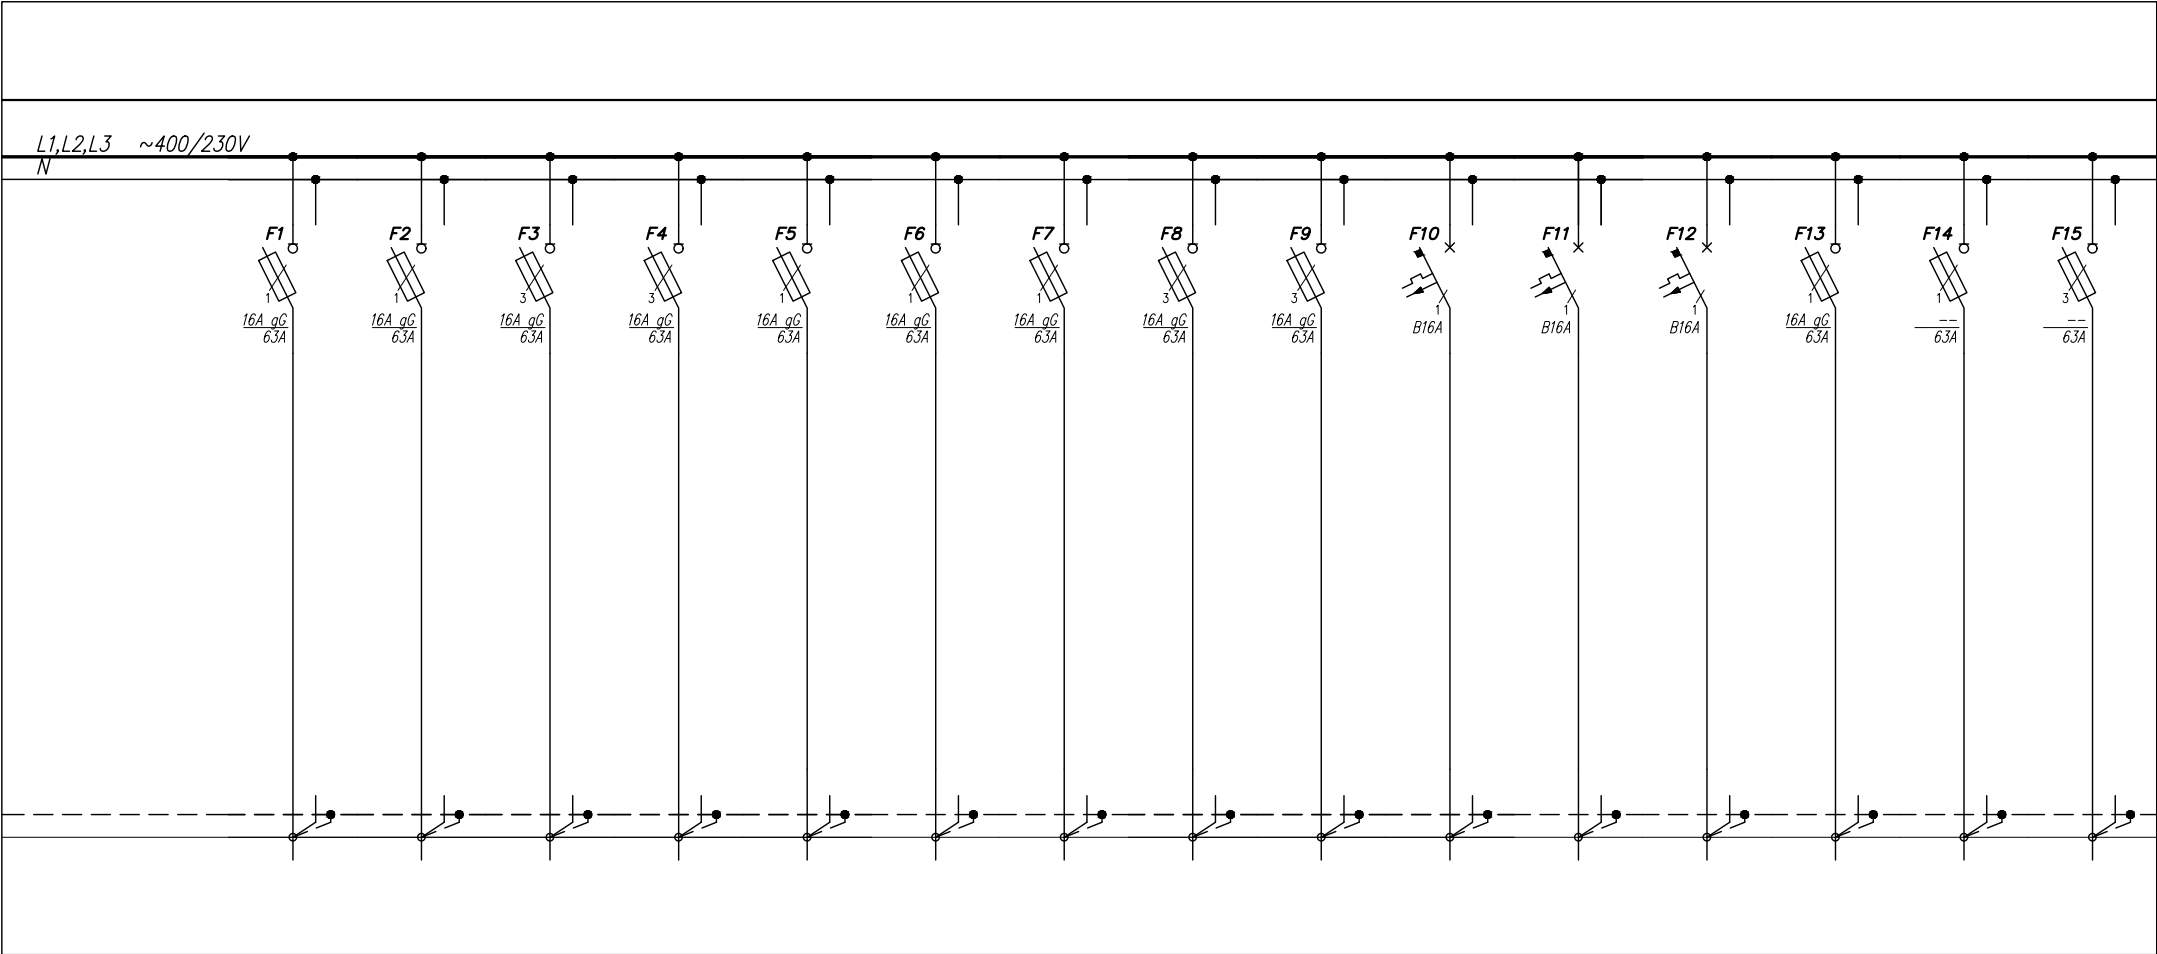 L1,L2,L3 ~400/230V
N
F1 F2 F3 F4 F5 F6 F7 F8 F9 F10 F11 F12 F13 F14 F15
1 1 3 3 1 1 1 3 3 1 1 1 1 1 3
16A gG 16A gG 16A gG 16A gG 16A gG 16A gG 16A gG 16A gG 16A gG B16A B16A B16A 16A gG -- --
63A 63A 63A 63A 63A 63A 63A 63A 63A 63A 63A 63A